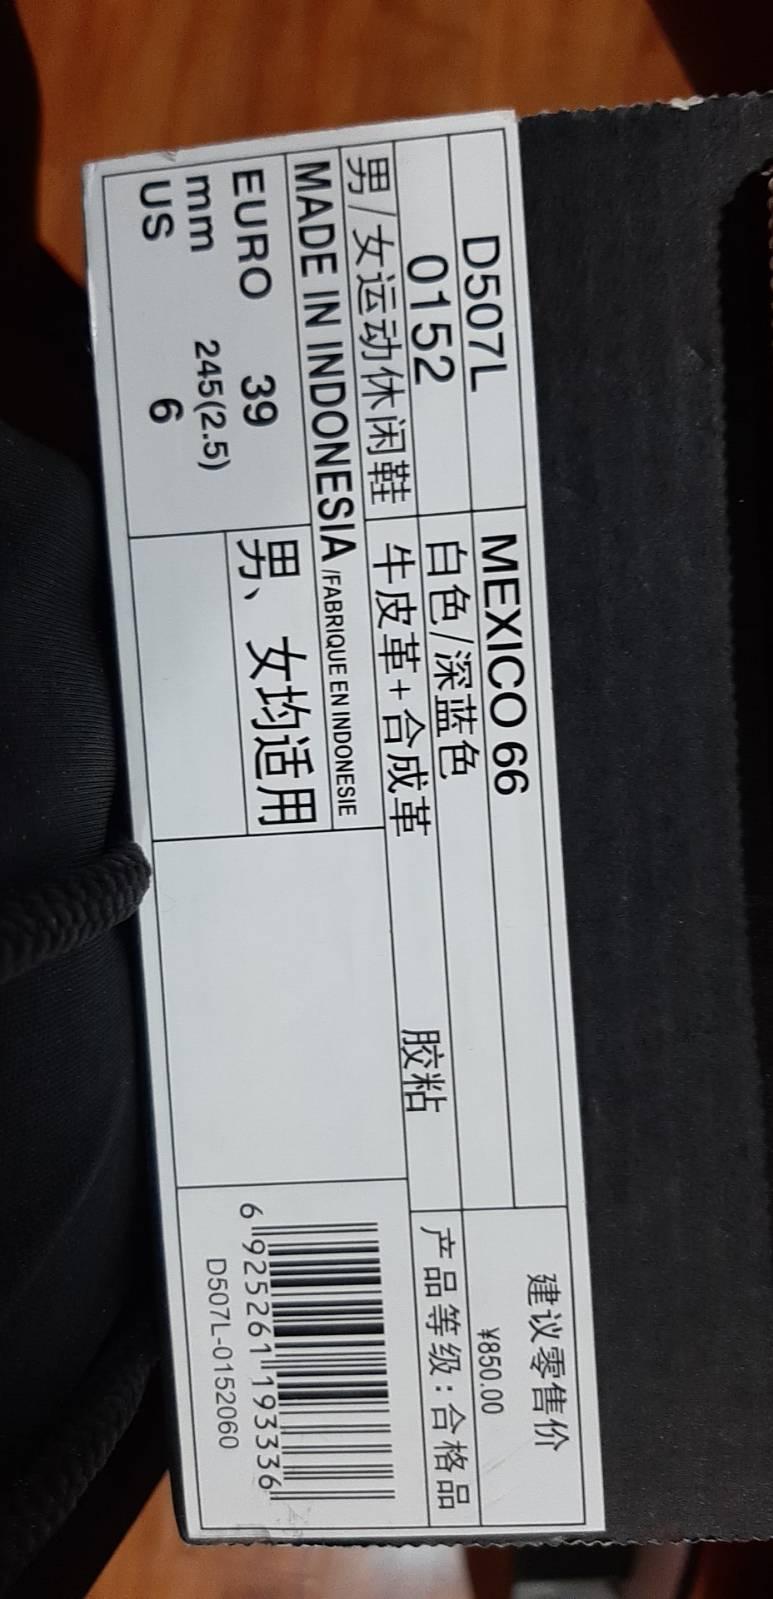 D507L MEXICO 66 建议零售价
0152 白色/深蓝色 ¥850.00
男/女运动休闲鞋 牛皮革+合成革 胶粘 产品等级:合格品
MADE IN INDONESIA /FABRIQUE EN INDONESIE
EURO 39 男、女均适用
mm 245(2.5)
US 6
6 925261 193336
D507L-0152060